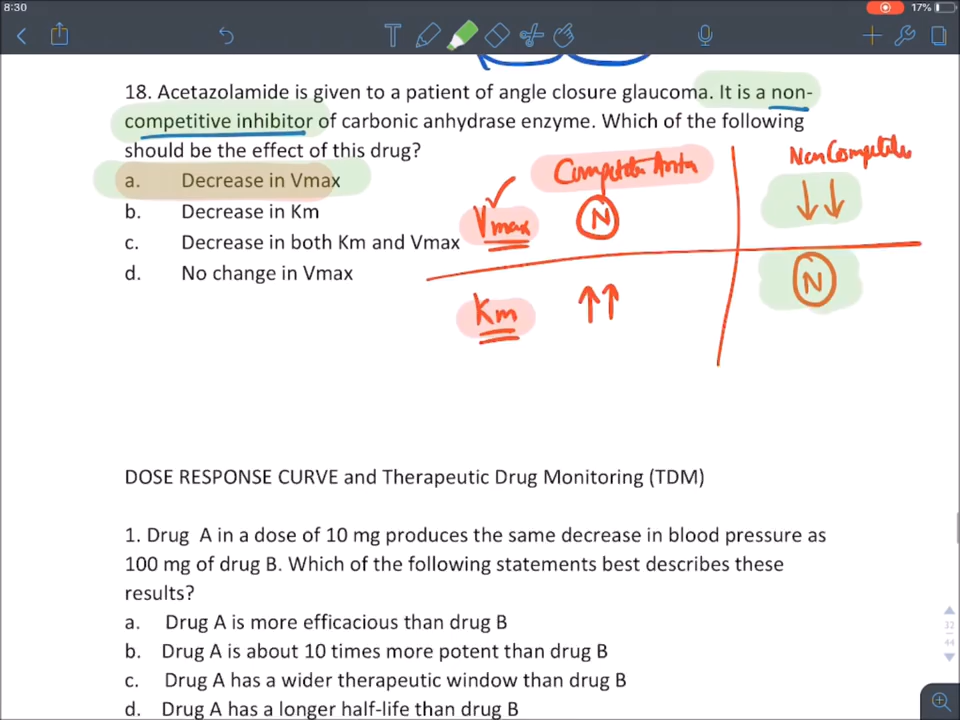 8:30
17%
18. Acetazolamide is given to a patient of angle closure glaucoma. It is a non-
competitive inhibitor of carbonic anhydrase enzyme. Which of the following
should be the effect of this drug?
a. Decrease in Vmax
b. Decrease in Km
c. Decrease in both Km and Vmax
d. No change in Vmax
Vmax N
Km ↑↑
↓↓
N
DOSE RESPONSE CURVE and Therapeutic Drug Monitoring (TDM)
1. Drug A in a dose of 10 mg produces the same decrease in blood pressure as
100 mg of drug B. Which of the following statements best describes these
results?
a. Drug A is more efficacious than drug B
b. Drug A is about 10 times more potent than drug B
c. Drug A has a wider therapeutic window than drug B
d. Drug A has a longer half-life than drug B
32
44